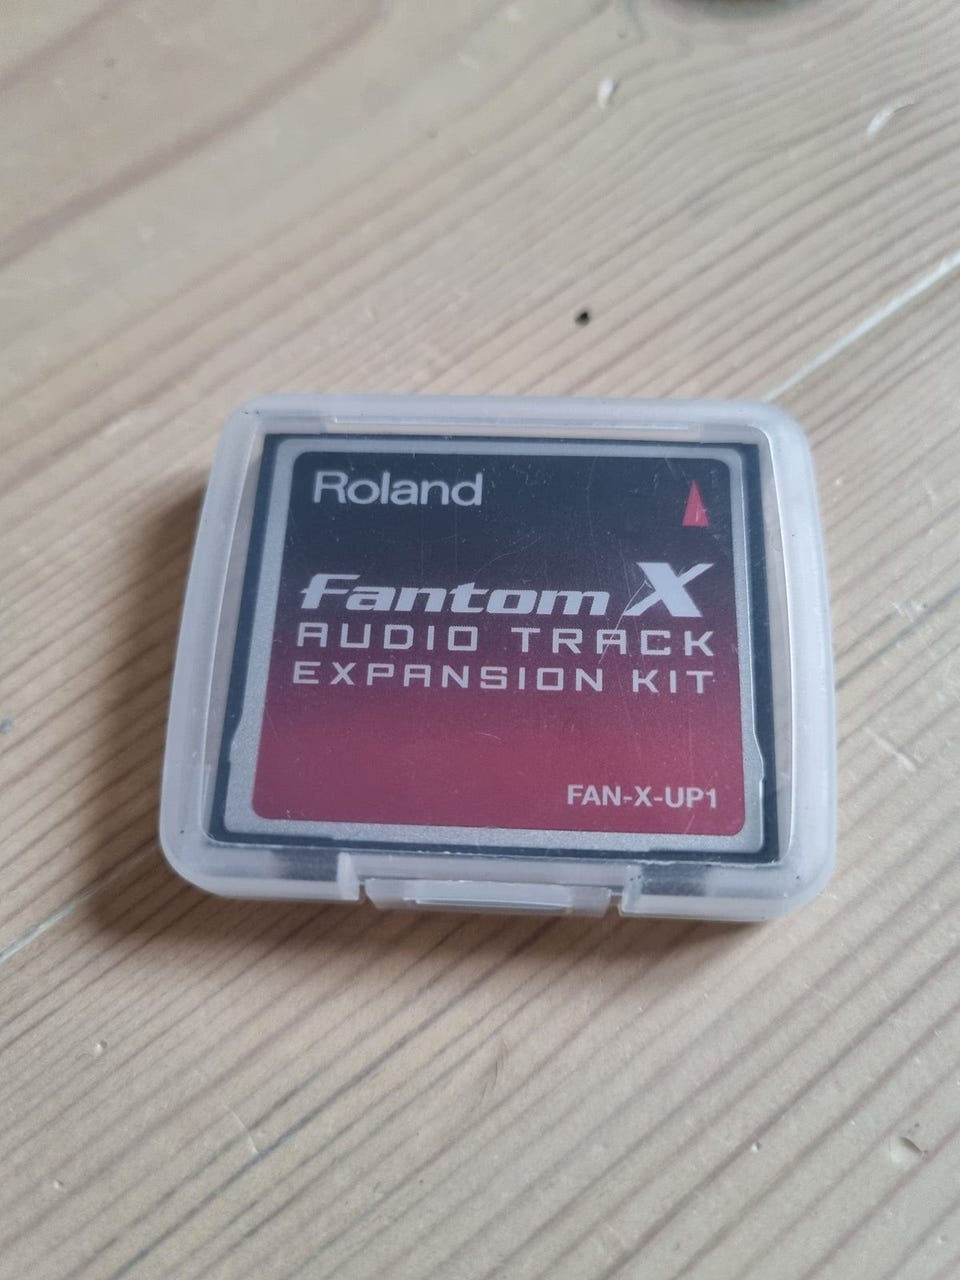 Roland
Fantom X
AUDIO TRACK
EXPANSION KIT
FAN-X-UP1